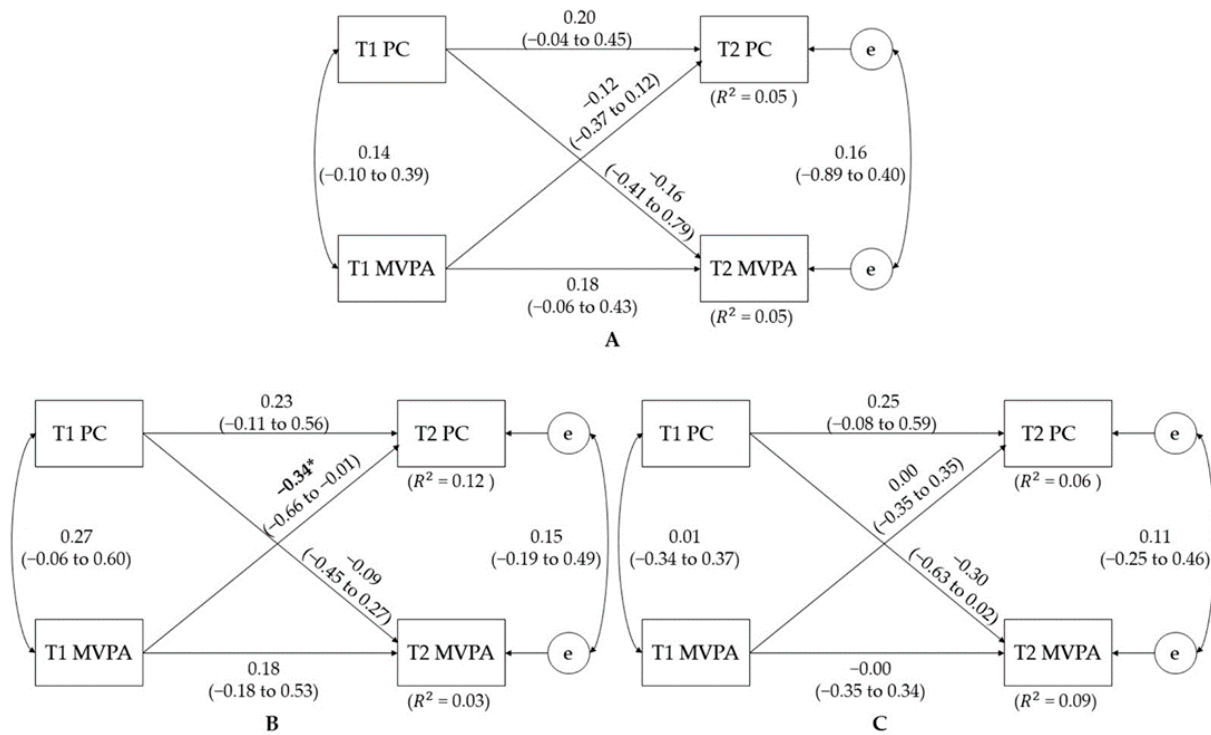 0.20
(−0.04 to 0.45)
T1 PC
T2 PC
e
(R² = 0.05 )
−0.12
(−0.37 to 0.12)
0.14
(−0.10 to 0.39)
0.16
(−0.89 to 0.40)
−0.16
(−0.41 to 0.79)
T1 MVPA
T2 MVPA
e
0.18
(−0.06 to 0.43)
(R² = 0.05)
A
0.23
(−0.11 to 0.56)
T1 PC
T2 PC
e
(R² = 0.12 )
−0.34*
(−0.66 to −0.01)
0.27
(−0.06 to 0.60)
0.15
(−0.19 to 0.49)
−0.09
(−0.45 to 0.27)
T1 MVPA
T2 MVPA
e
0.18
(−0.18 to 0.53)
(R² = 0.03)
B
0.25
(−0.08 to 0.59)
T1 PC
T2 PC
e
(R² = 0.06 )
0.00
(−0.35 to 0.35)
0.01
(−0.34 to 0.37)
0.11
(−0.25 to 0.46)
−0.30
(−0.63 to 0.02)
T1 MVPA
T2 MVPA
e
−0.00
(−0.35 to 0.34)
(R² = 0.09)
C